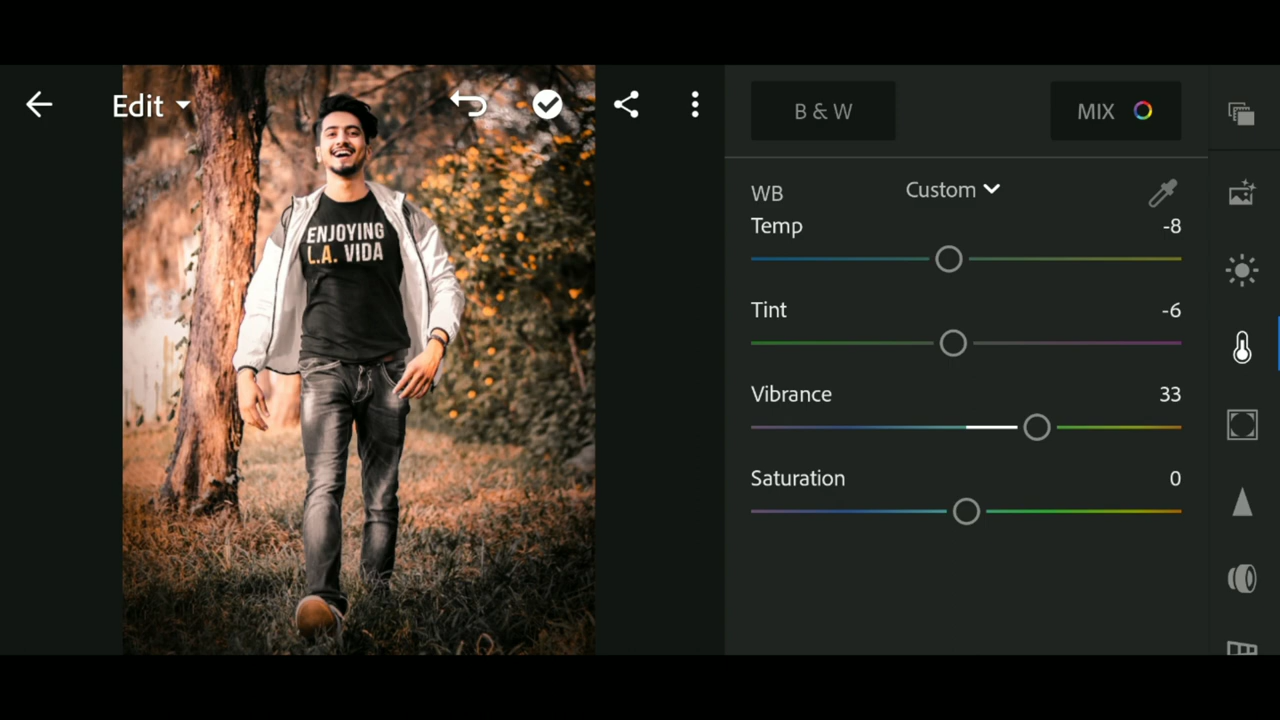 Edit
ENJOYING
L.A. VIDA
B & W
MIX
WB
Custom
Temp
-8
Tint
-6
Vibrance
33
Saturation
0